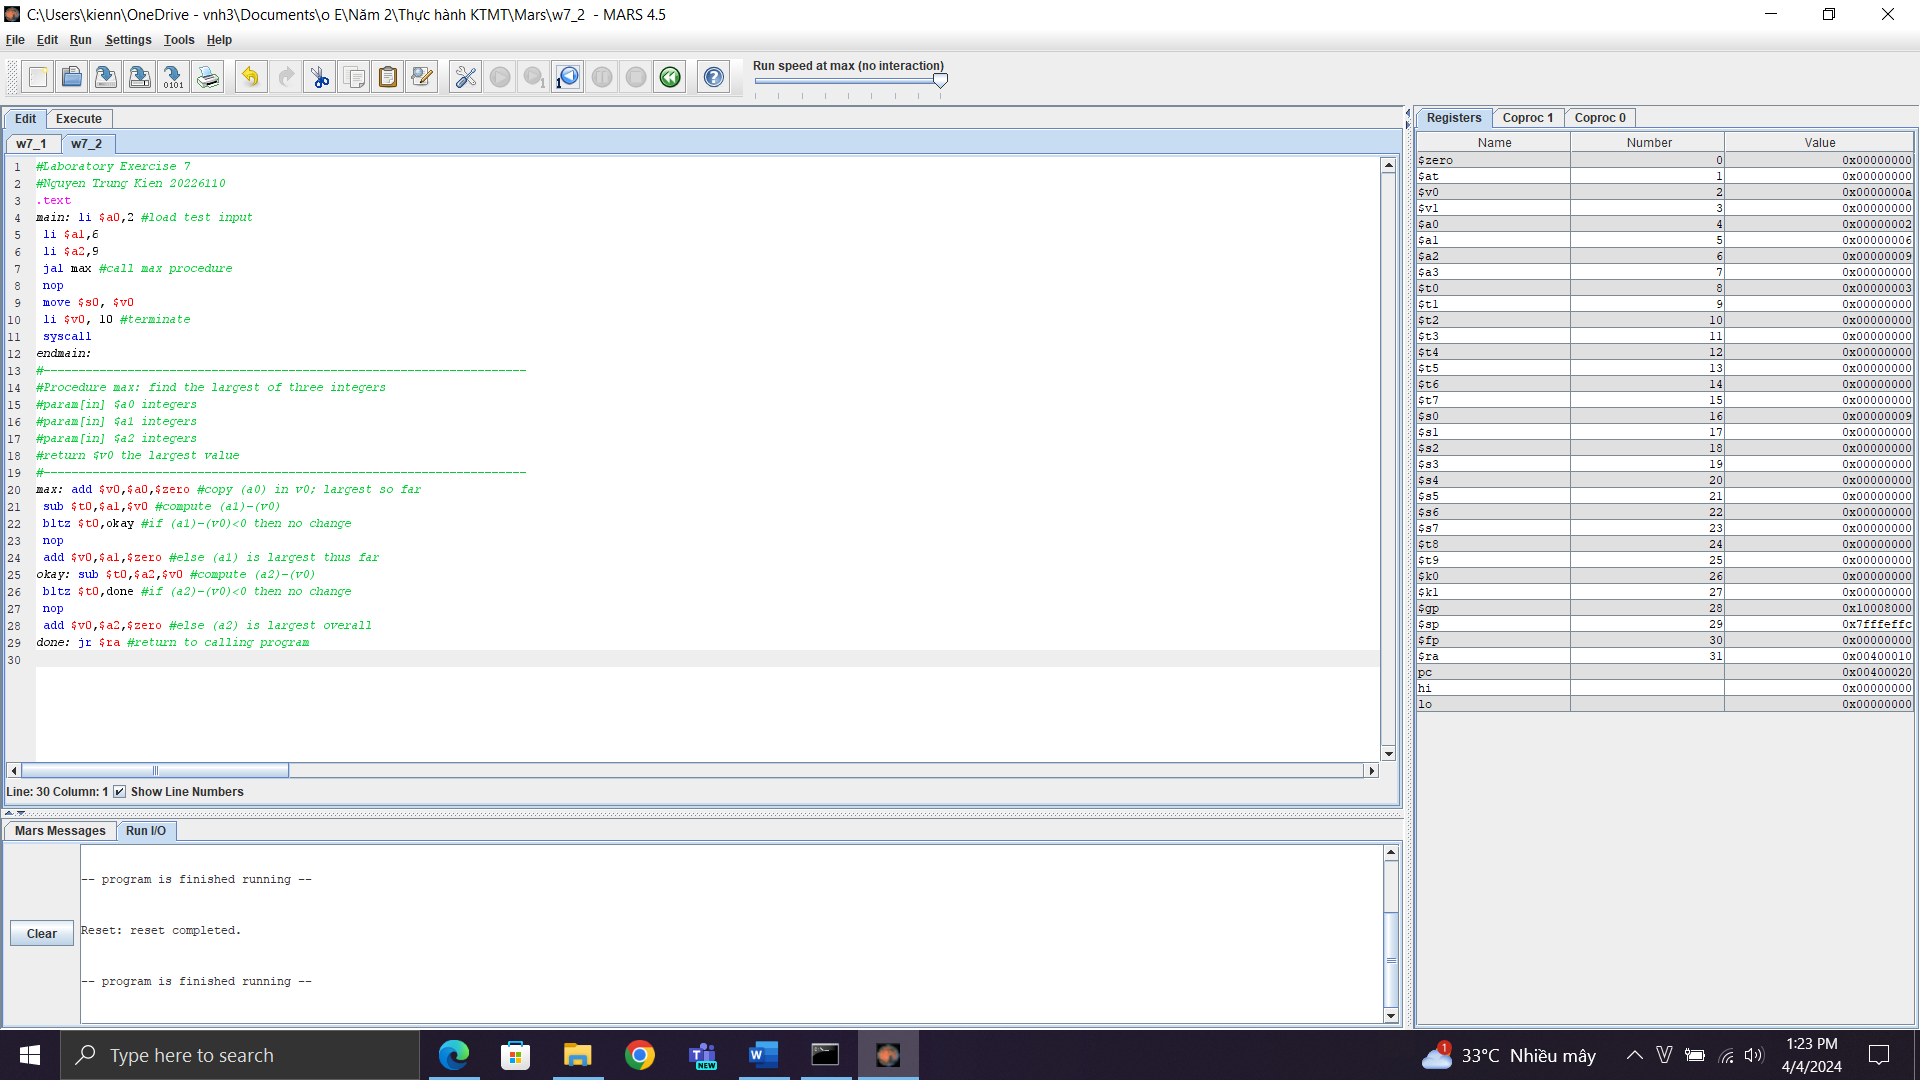 C:\Users\kienn\OneDrive - vnh3\Documents\o E\Năm 2\Thực hành KTMT\Mars\w7_2 - MARS 4.5
File Edit Run Settings Tools Help
Run speed at max (no interaction)
Edit Execute
w7_1 w7_2
1 #Laboratory Exercise 7
2 #Nguyen Trung Kien 20226110
3 .text
4 main: li $a0,2 #load test input
5 li $a1,6
6 li $a2,9
7 jal max #call max procedure
8 nop
9 move $s0, $v0
10 li $v0, 10 #terminate
11 syscall
12 endmain:
13 #---------------------------------------------------------------------
14 #Procedure max: find the largest of three integers
15 #param[in] $a0 integers
16 #param[in] $a1 integers
17 #param[in] $a2 integers
18 #return $v0 the largest value
19 #---------------------------------------------------------------------
20 max: add $v0,$a0,$zero #copy (a0) in v0; largest so far
21 sub $t0,$a1,$v0 #compute (a1)-(v0)
22 bltz $t0,okay #if (a1)-(v0)<0 then no change
23 nop
24 add $v0,$a1,$zero #else (a1) is largest thus far
25 okay: sub $t0,$a2,$v0 #compute (a2)-(v0)
26 bltz $t0,done #if (a2)-(v0)<0 then no change
27 nop
28 add $v0,$a2,$zero #else (a2) is largest overall
29 done: jr $ra #return to calling program
30
Line: 30 Column: 1 Show Line Numbers
Mars Messages Run I/O
-- program is finished running --
Reset: reset completed.
-- program is finished running --
Clear
Registers Coproc 1 Coproc 0
Name Number Value
$zero 0 0x00000000
$at 1 0x00000000
$v0 2 0x0000000a
$v1 3 0x00000000
$a0 4 0x00000002
$a1 5 0x00000006
$a2 6 0x00000009
$a3 7 0x00000000
$t0 8 0x00000003
$t1 9 0x00000000
$t2 10 0x00000000
$t3 11 0x00000000
$t4 12 0x00000000
$t5 13 0x00000000
$t6 14 0x00000000
$t7 15 0x00000000
$s0 16 0x00000009
$s1 17 0x00000000
$s2 18 0x00000000
$s3 19 0x00000000
$s4 20 0x00000000
$s5 21 0x00000000
$s6 22 0x00000000
$s7 23 0x00000000
$t8 24 0x00000000
$t9 25 0x00000000
$k0 26 0x00000000
$k1 27 0x00000000
$gp 28 0x10008000
$sp 29 0x7fffeffc
$fp 30 0x00000000
$ra 31 0x00400010
pc 0x00400020
hi 0x00000000
lo 0x00000000
Type here to search
NEW
1
33°C Nhiều mây
1:23 PM
4/4/2024